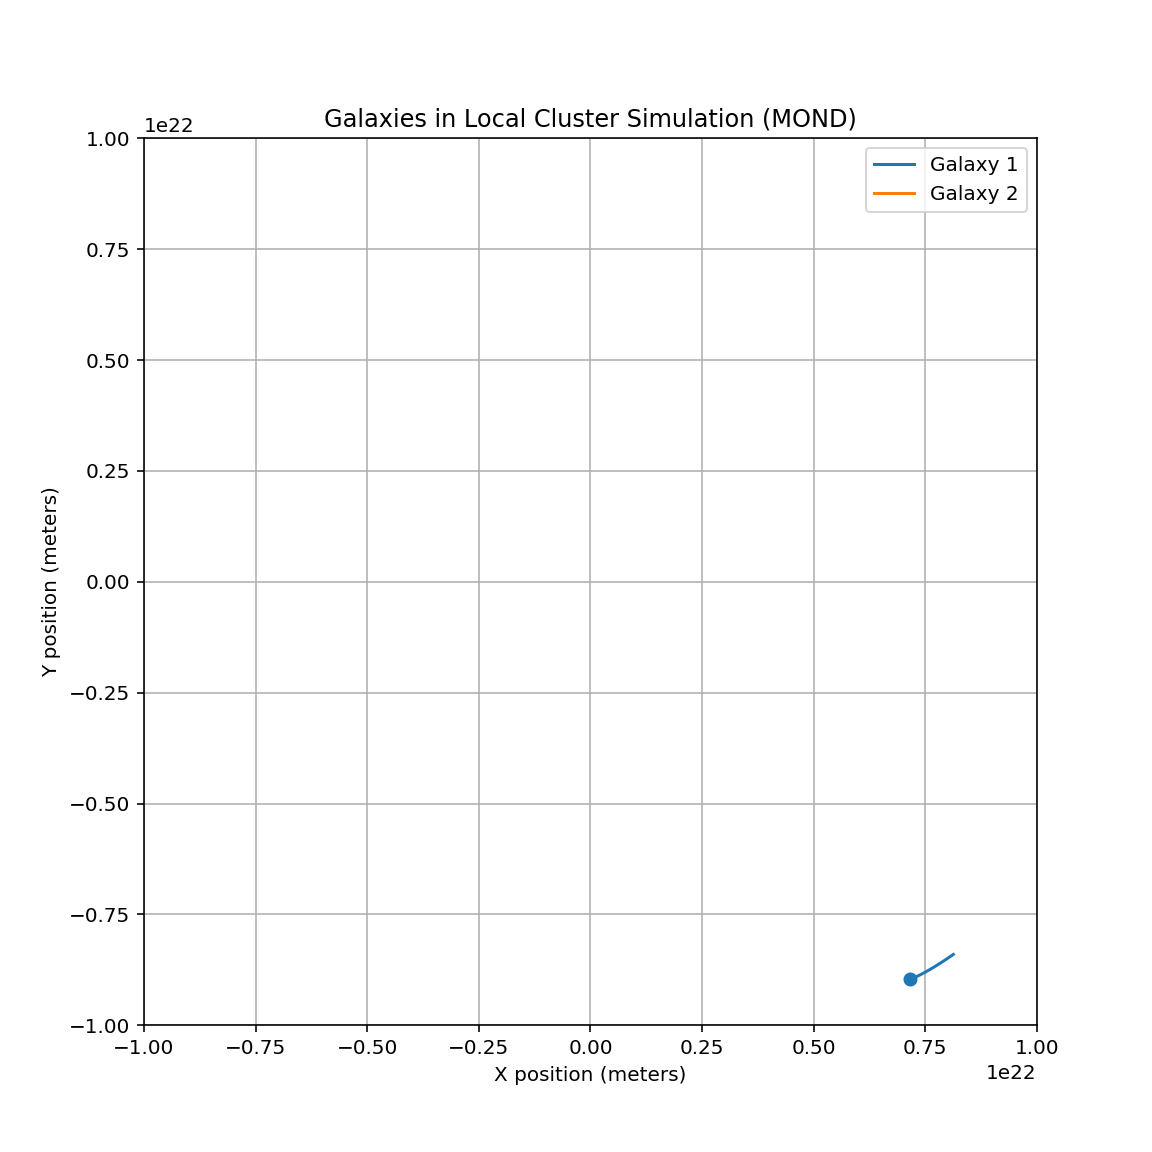 Galaxies in Local Cluster Simulation (MOND)
1e22
1.00
0.75
0.50
0.25
0.00
−0.25
−0.50
−0.75
−1.00
Y position (meters)
Galaxy 1
Galaxy 2
−1.00 −0.75 −0.50 −0.25 0.00 0.25 0.50 0.75 1.00
X position (meters)
1e22